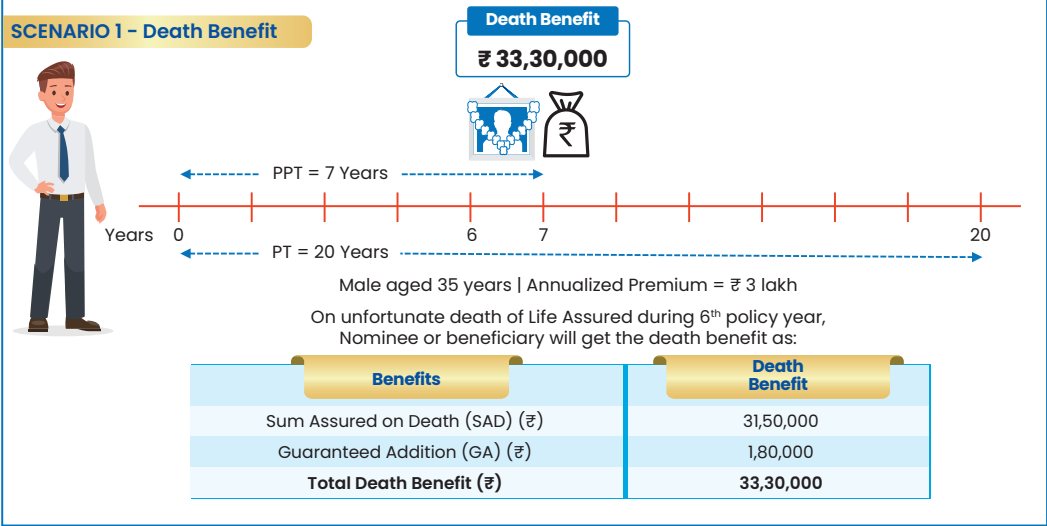 SCENARIO 1 - Death Benefit
Death Benefit
₹ 33,30,000
₹
PPT = 7 Years
Years 0 6 7 20
PT = 20 Years
Male aged 35 years | Annualized Premium = ₹ 3 lakh
On unfortunate death of Life Assured during 6th policy year,
Nominee or beneficiary will get the death benefit as:
Benefits
Death
Benefit
Sum Assured on Death (SAD) (₹) 31,50,000
Guaranteed Addition (GA) (₹) 1,80,000
Total Death Benefit (₹) 33,30,000